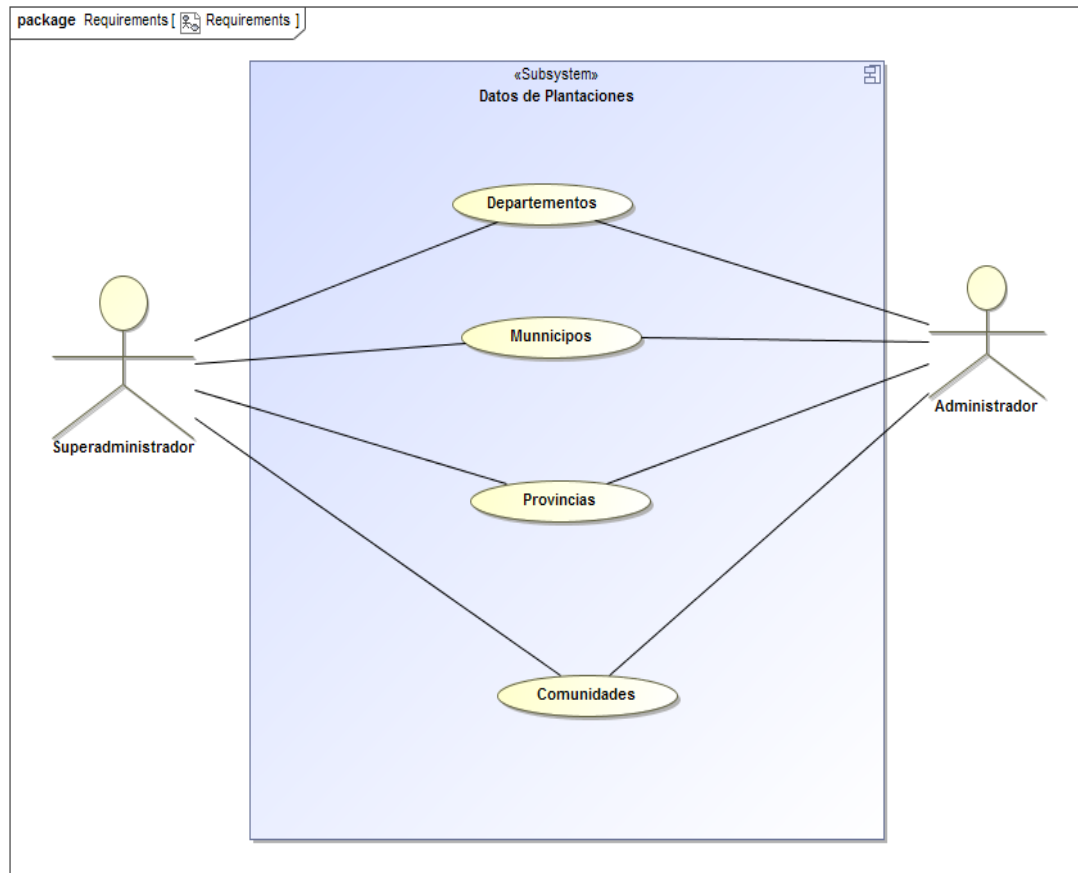 package Requirements [ Requirements ]
«Subsystem»
Datos de Plantaciones
Departementos
Munnicipos
Superadministrador
Administrador
Provincias
Comunidades